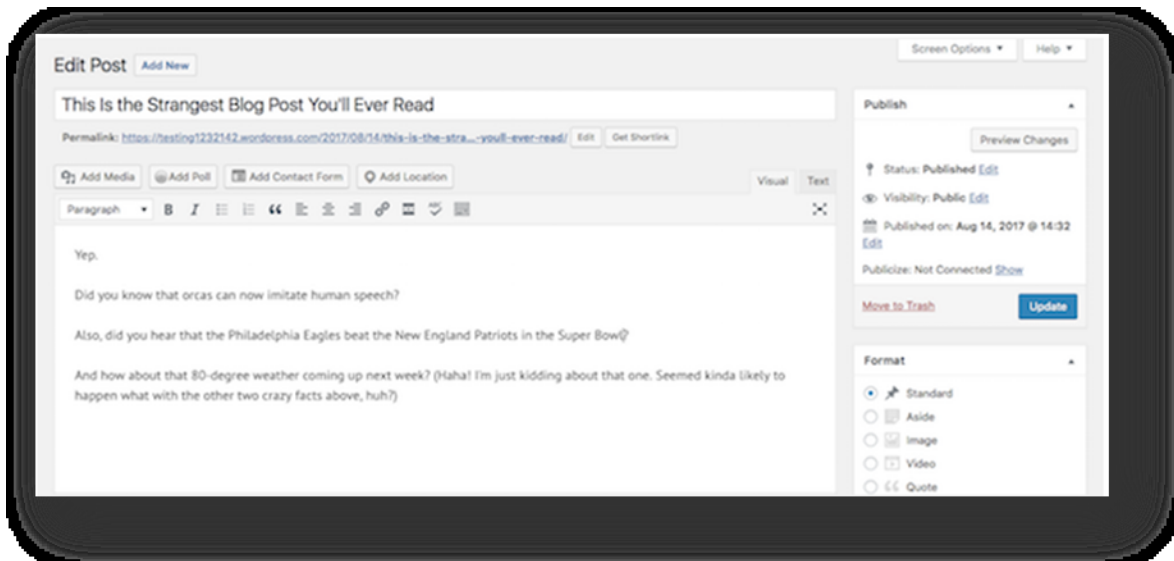 Screen Options ▼ Help ▼
Edit Post Add New
This Is the Strangest Blog Post You'll Ever Read
Permalink: https://testing1232142.wordpress.com/2017/08/14/this-is-the-stra...-youll-ever-read/ Edit Get Shortlink
Add Media Add Poll Add Contact Form Add Location
Visual Text
Paragraph ▼ B I
Yep.
Did you know that orcas can now imitate human speech?
Also, did you hear that the Philadelphia Eagles beat the New England Patriots in the Super Bowl?
And how about that 80-degree weather coming up next week? (Haha! I'm just kidding about that one. Seemed kinda likely to
happen what with the other two crazy facts above, huh?)
Publish
Preview Changes
Status: Published Edit
Visibility: Public Edit
Published on: Aug 14, 2017 @ 14:32
Edit
Publicize: Not Connected Show
Move to Trash Update
Format
Standard
Aside
Image
Video
Quote